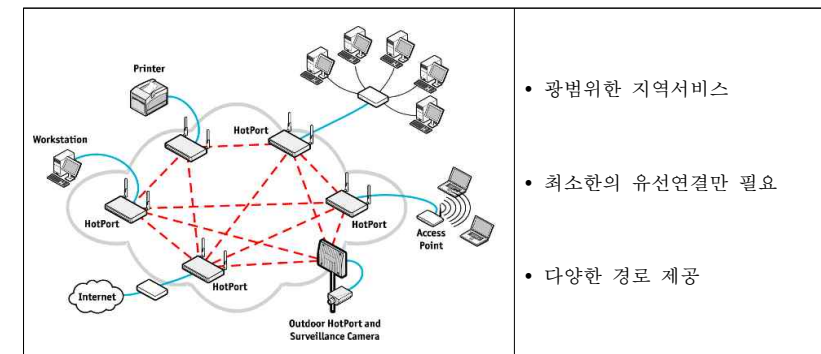 Printer
HotPort
Workstation
HotPort
HotPort
Access
Point
HotPort
Internet
Outdoor HotPort and
Surveillance Camera
• 광범위한 지역서비스
• 최소한의 유선연결만 필요
• 다양한 경로 제공